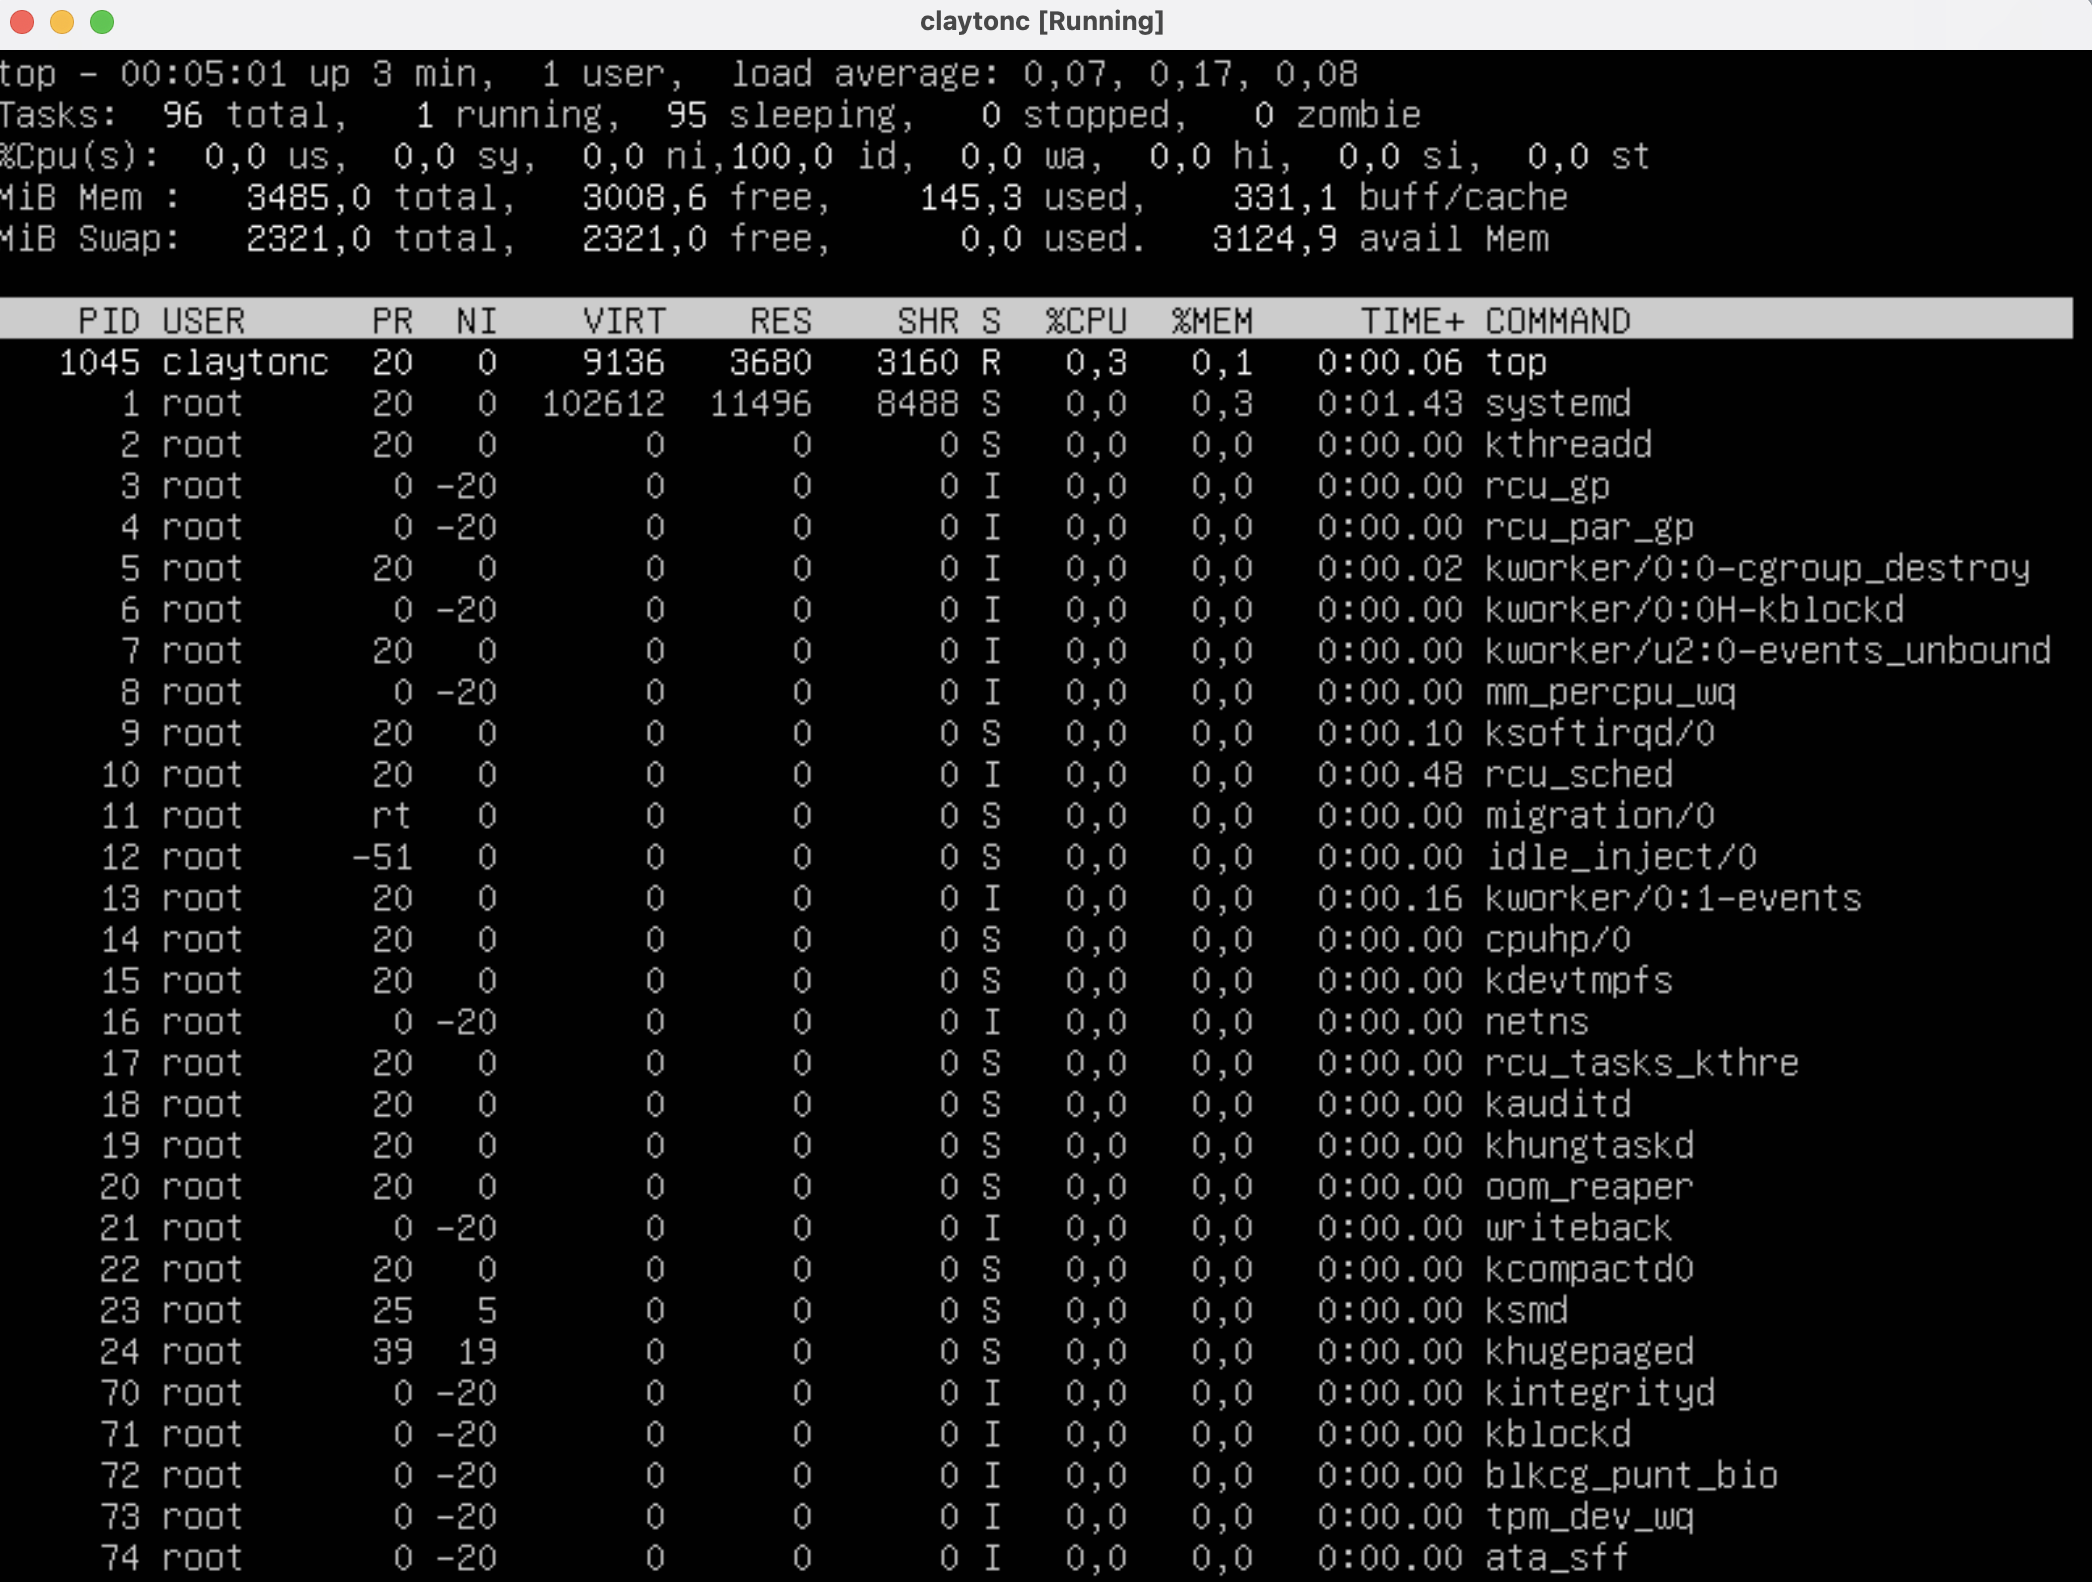 claytonc [Running]
top - 00:05:01 up 3 min,  1 user,  load average: 0,07, 0,17, 0,08
Tasks:  96 total,   1 running,  95 sleeping,   0 stopped,   0 zombie
%Cpu(s):  0,0 us,  0,0 sy,  0,0 ni,100,0 id,  0,0 wa,  0,0 hi,  0,0 si,  0,0 st
MiB Mem :   3485,0 total,   3008,6 free,    145,3 used,    331,1 buff/cache
MiB Swap:   2321,0 total,   2321,0 free,      0,0 used.   3124,9 avail Mem
PID USER      PR  NI    VIRT    RES    SHR S  %CPU  %MEM     TIME+ COMMAND
1045 claytonc  20   0    9136   3680   3160 R   0,3   0,1   0:00.06 top
1 root      20   0  102612  11496   8488 S   0,0   0,3   0:01.43 systemd
2 root      20   0       0      0      0 S   0,0   0,0   0:00.00 kthreadd
3 root       0 -20       0      0      0 I   0,0   0,0   0:00.00 rcu_gp
4 root       0 -20       0      0      0 I   0,0   0,0   0:00.00 rcu_par_gp
5 root      20   0       0      0      0 I   0,0   0,0   0:00.02 kworker/0:0-cgroup_destroy
6 root       0 -20       0      0      0 I   0,0   0,0   0:00.00 kworker/0:0H-kblockd
7 root      20   0       0      0      0 I   0,0   0,0   0:00.00 kworker/u2:0-events_unbound
8 root       0 -20       0      0      0 I   0,0   0,0   0:00.00 mm_percpu_wq
9 root      20   0       0      0      0 S   0,0   0,0   0:00.10 ksoftirqd/0
10 root      20   0       0      0      0 I   0,0   0,0   0:00.48 rcu_sched
11 root      rt   0       0      0      0 S   0,0   0,0   0:00.00 migration/0
12 root     -51   0       0      0      0 S   0,0   0,0   0:00.00 idle_inject/0
13 root      20   0       0      0      0 I   0,0   0,0   0:00.16 kworker/0:1-events
14 root      20   0       0      0      0 S   0,0   0,0   0:00.00 cpuhp/0
15 root      20   0       0      0      0 S   0,0   0,0   0:00.00 kdevtmpfs
16 root       0 -20       0      0      0 I   0,0   0,0   0:00.00 netns
17 root      20   0       0      0      0 S   0,0   0,0   0:00.00 rcu_tasks_kthre
18 root      20   0       0      0      0 S   0,0   0,0   0:00.00 kauditd
19 root      20   0       0      0      0 S   0,0   0,0   0:00.00 khungtaskd
20 root      20   0       0      0      0 S   0,0   0,0   0:00.00 oom_reaper
21 root       0 -20       0      0      0 I   0,0   0,0   0:00.00 writeback
22 root      20   0       0      0      0 S   0,0   0,0   0:00.00 kcompactd0
23 root      25   5       0      0      0 S   0,0   0,0   0:00.00 ksmd
24 root      39  19       0      0      0 S   0,0   0,0   0:00.00 khugepaged
70 root       0 -20       0      0      0 I   0,0   0,0   0:00.00 kintegrityd
71 root       0 -20       0      0      0 I   0,0   0,0   0:00.00 kblockd
72 root       0 -20       0      0      0 I   0,0   0,0   0:00.00 blkcg_punt_bio
73 root       0 -20       0      0      0 I   0,0   0,0   0:00.00 tpm_dev_wq
74 root       0 -20       0      0      0 I   0,0   0,0   0:00.00 ata_sff